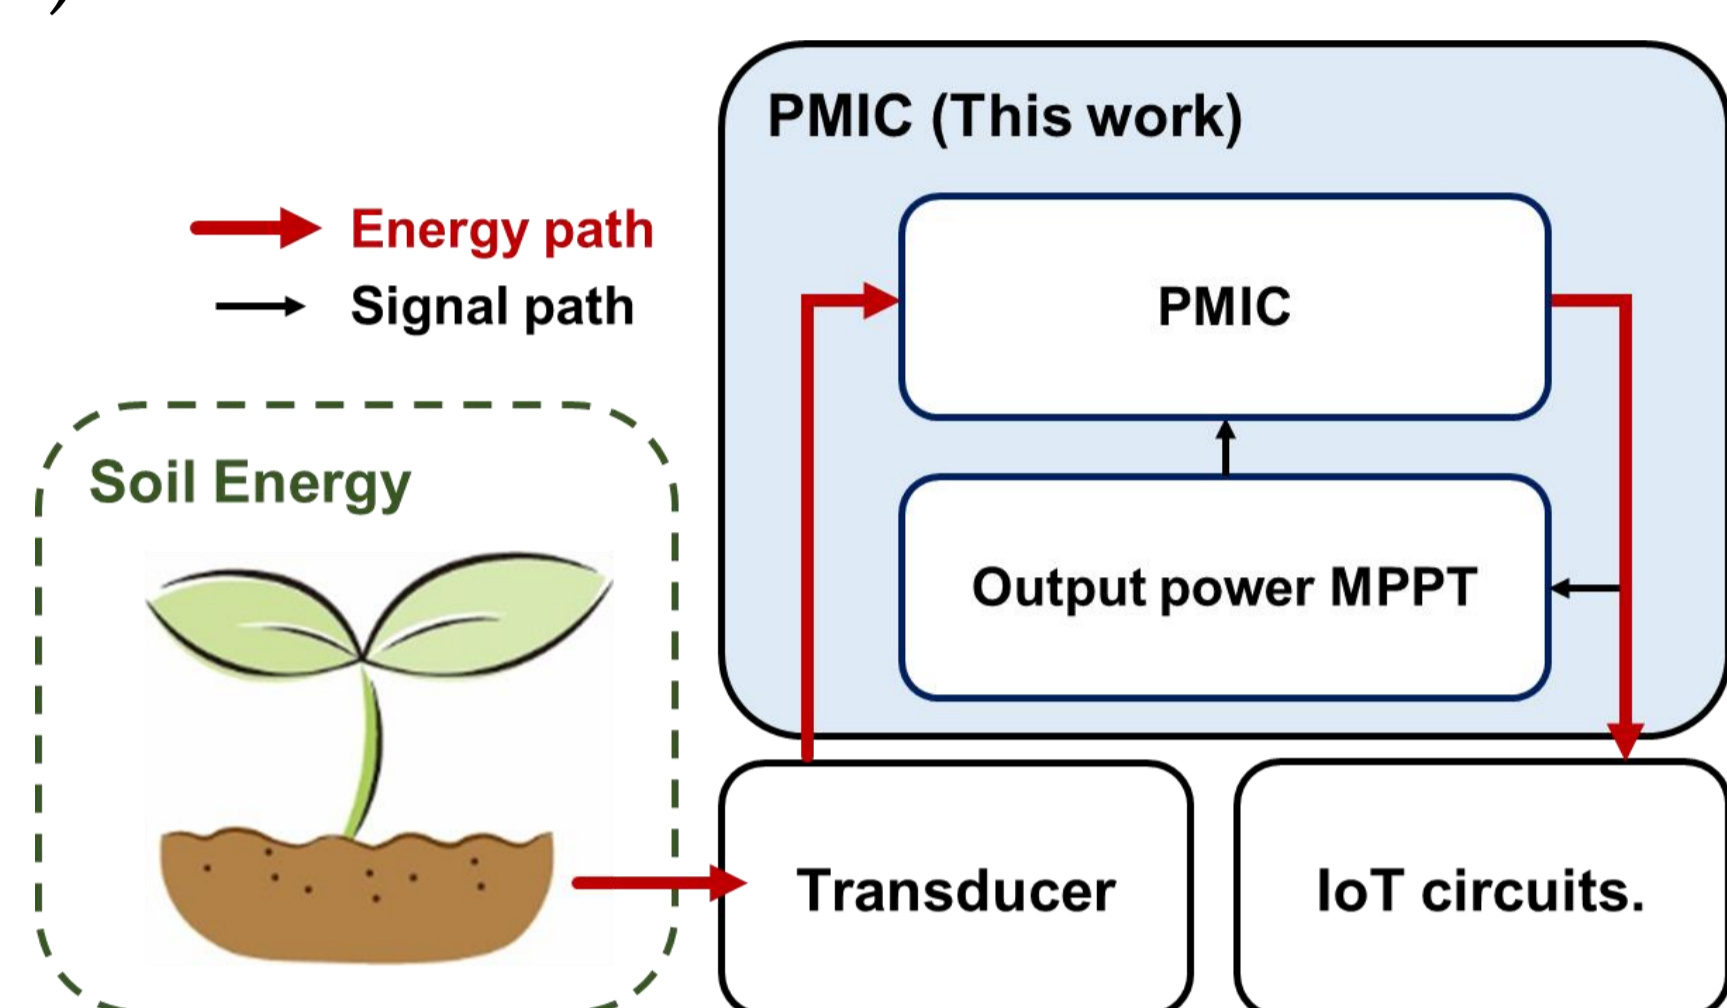 PMIC (This work)
Energy path
Signal path
PMIC
Soil Energy
Output power MPPT
Transducer
IoT circuits.